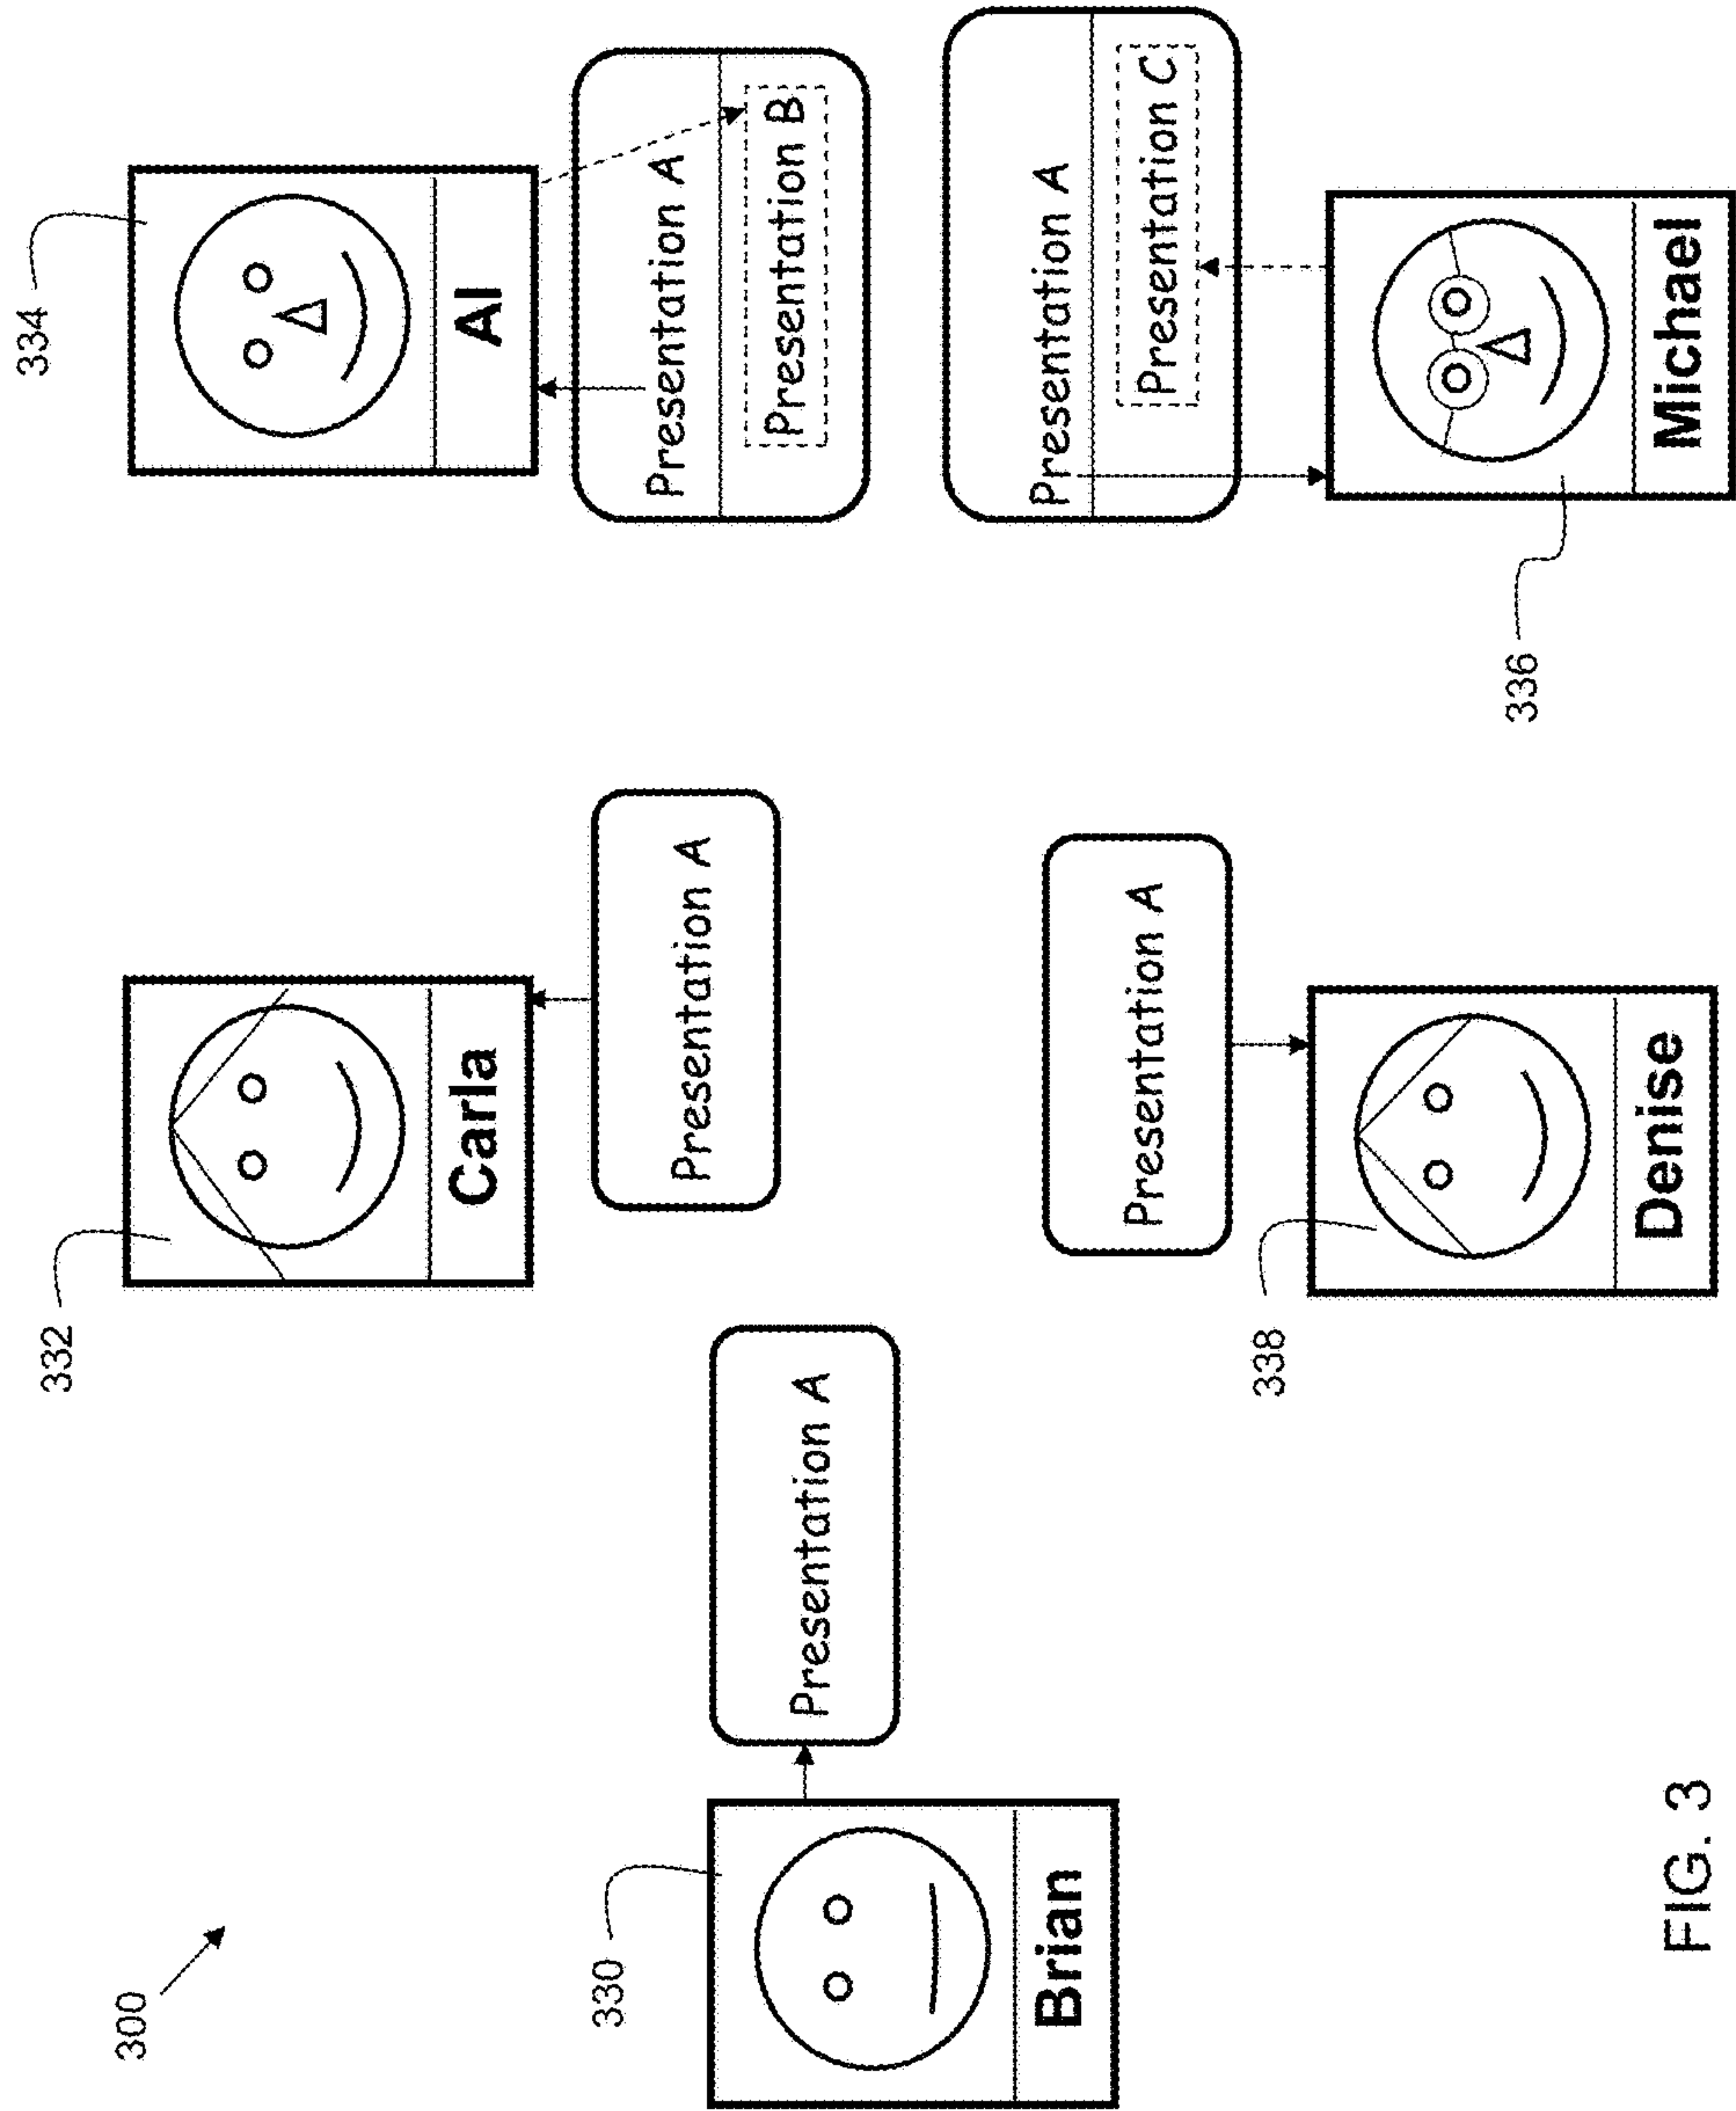 300
332
334
Carla
Al
Presentation A
Presentation A
Presentation B
330
Brian
Presentation A
Presentation A
Presentation A
Presentation C
338
336
Denise
Michael
FIG. 3